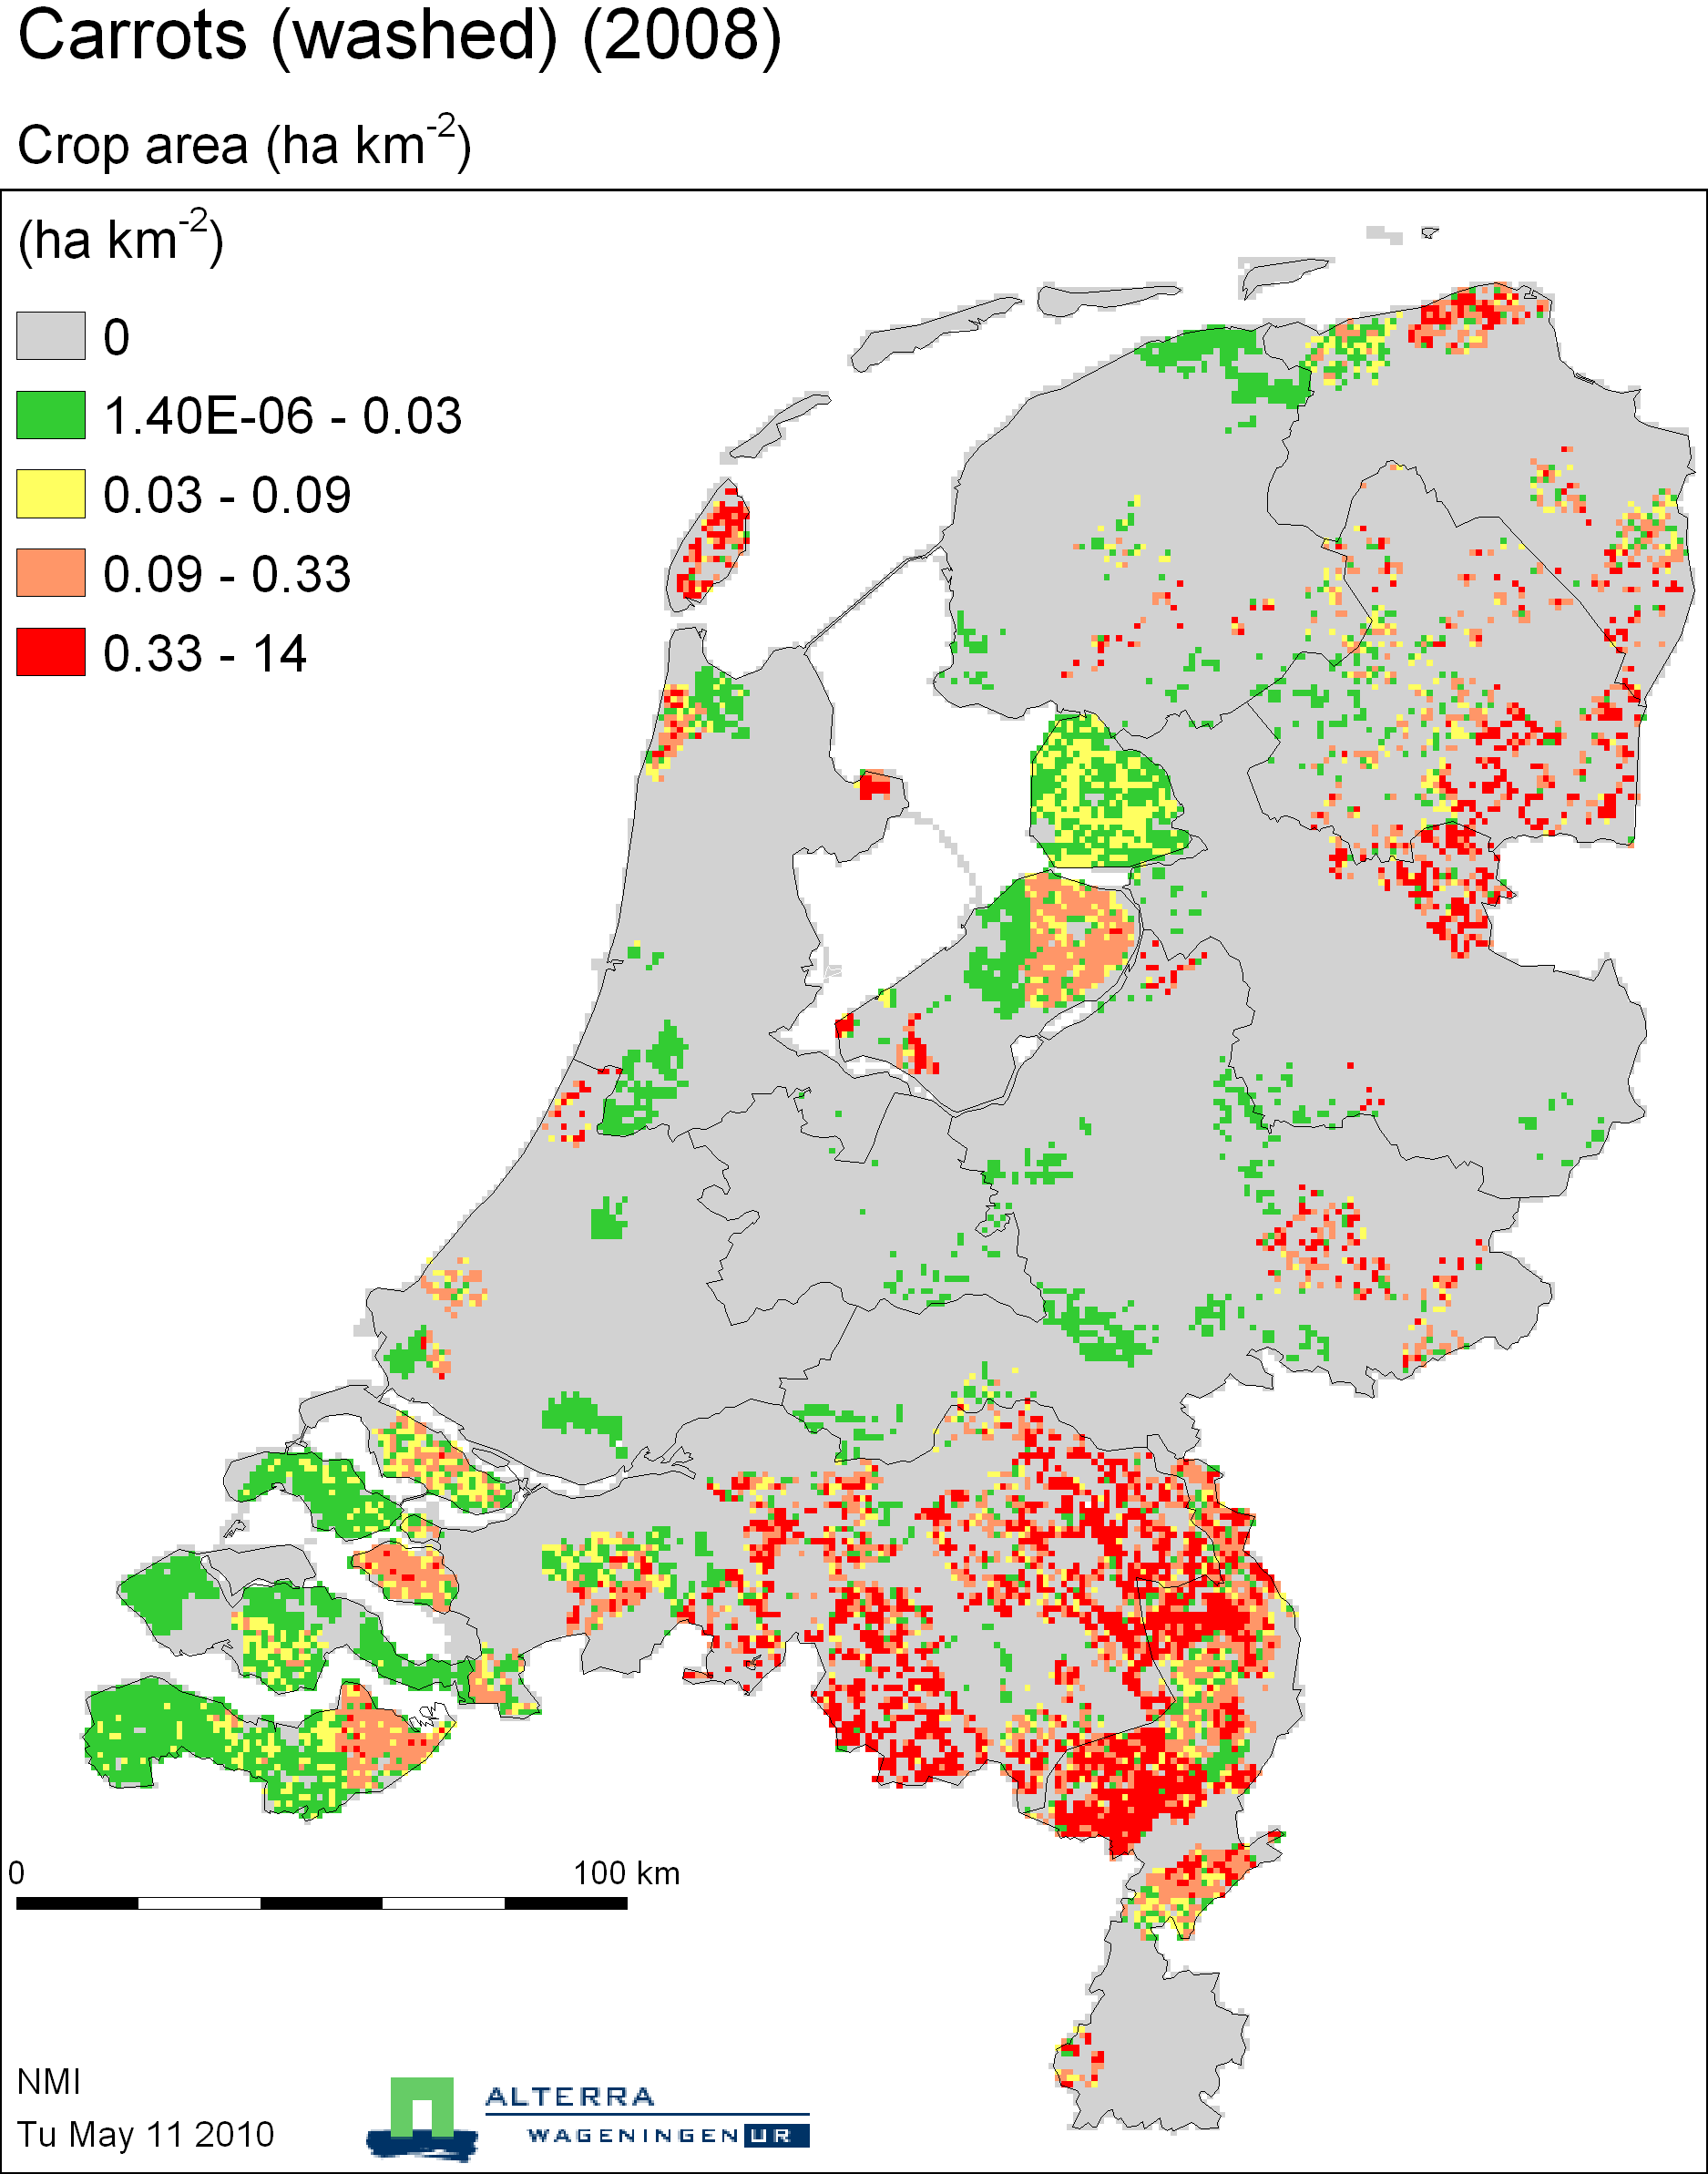 Carrots (washed) (2008)
Crop area (ha km-2)
(ha km-2)
0
1.40E-06 - 0.03
0.03 - 0.09
0.09 - 0.33
0.33 - 14
0 100 km
NMI
Tu May 11 2010
ALTERRA
WAGENINGEN UR